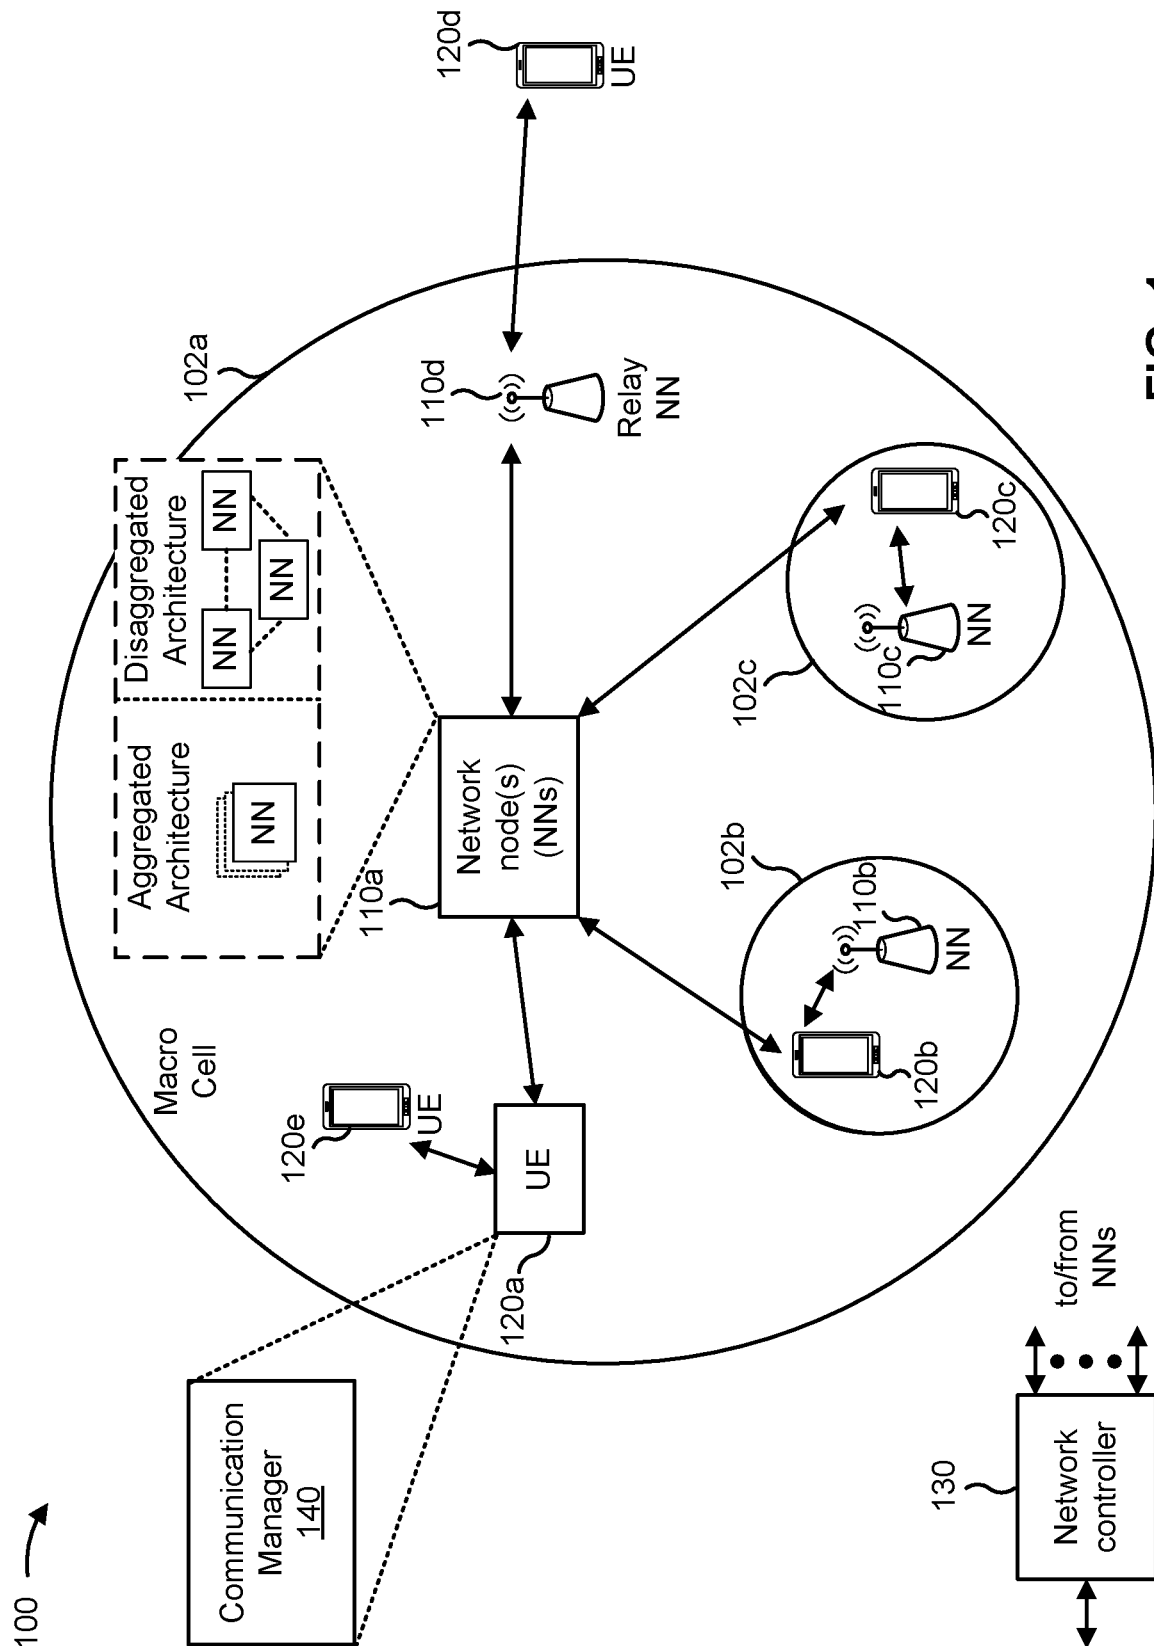 100
Communication
Manager
140
Macro
Cell
Aggregated
Architecture
NN
Disaggregated
Architecture
NN
NN
NN
102a
120e
UE
UE
120a
110a
Network
node(s)
(NNs)
110d
Relay
NN
120d
UE
102b
110b
NN
120b
102c
110c
NN
120c
130
Network
controller
to/from
NNs